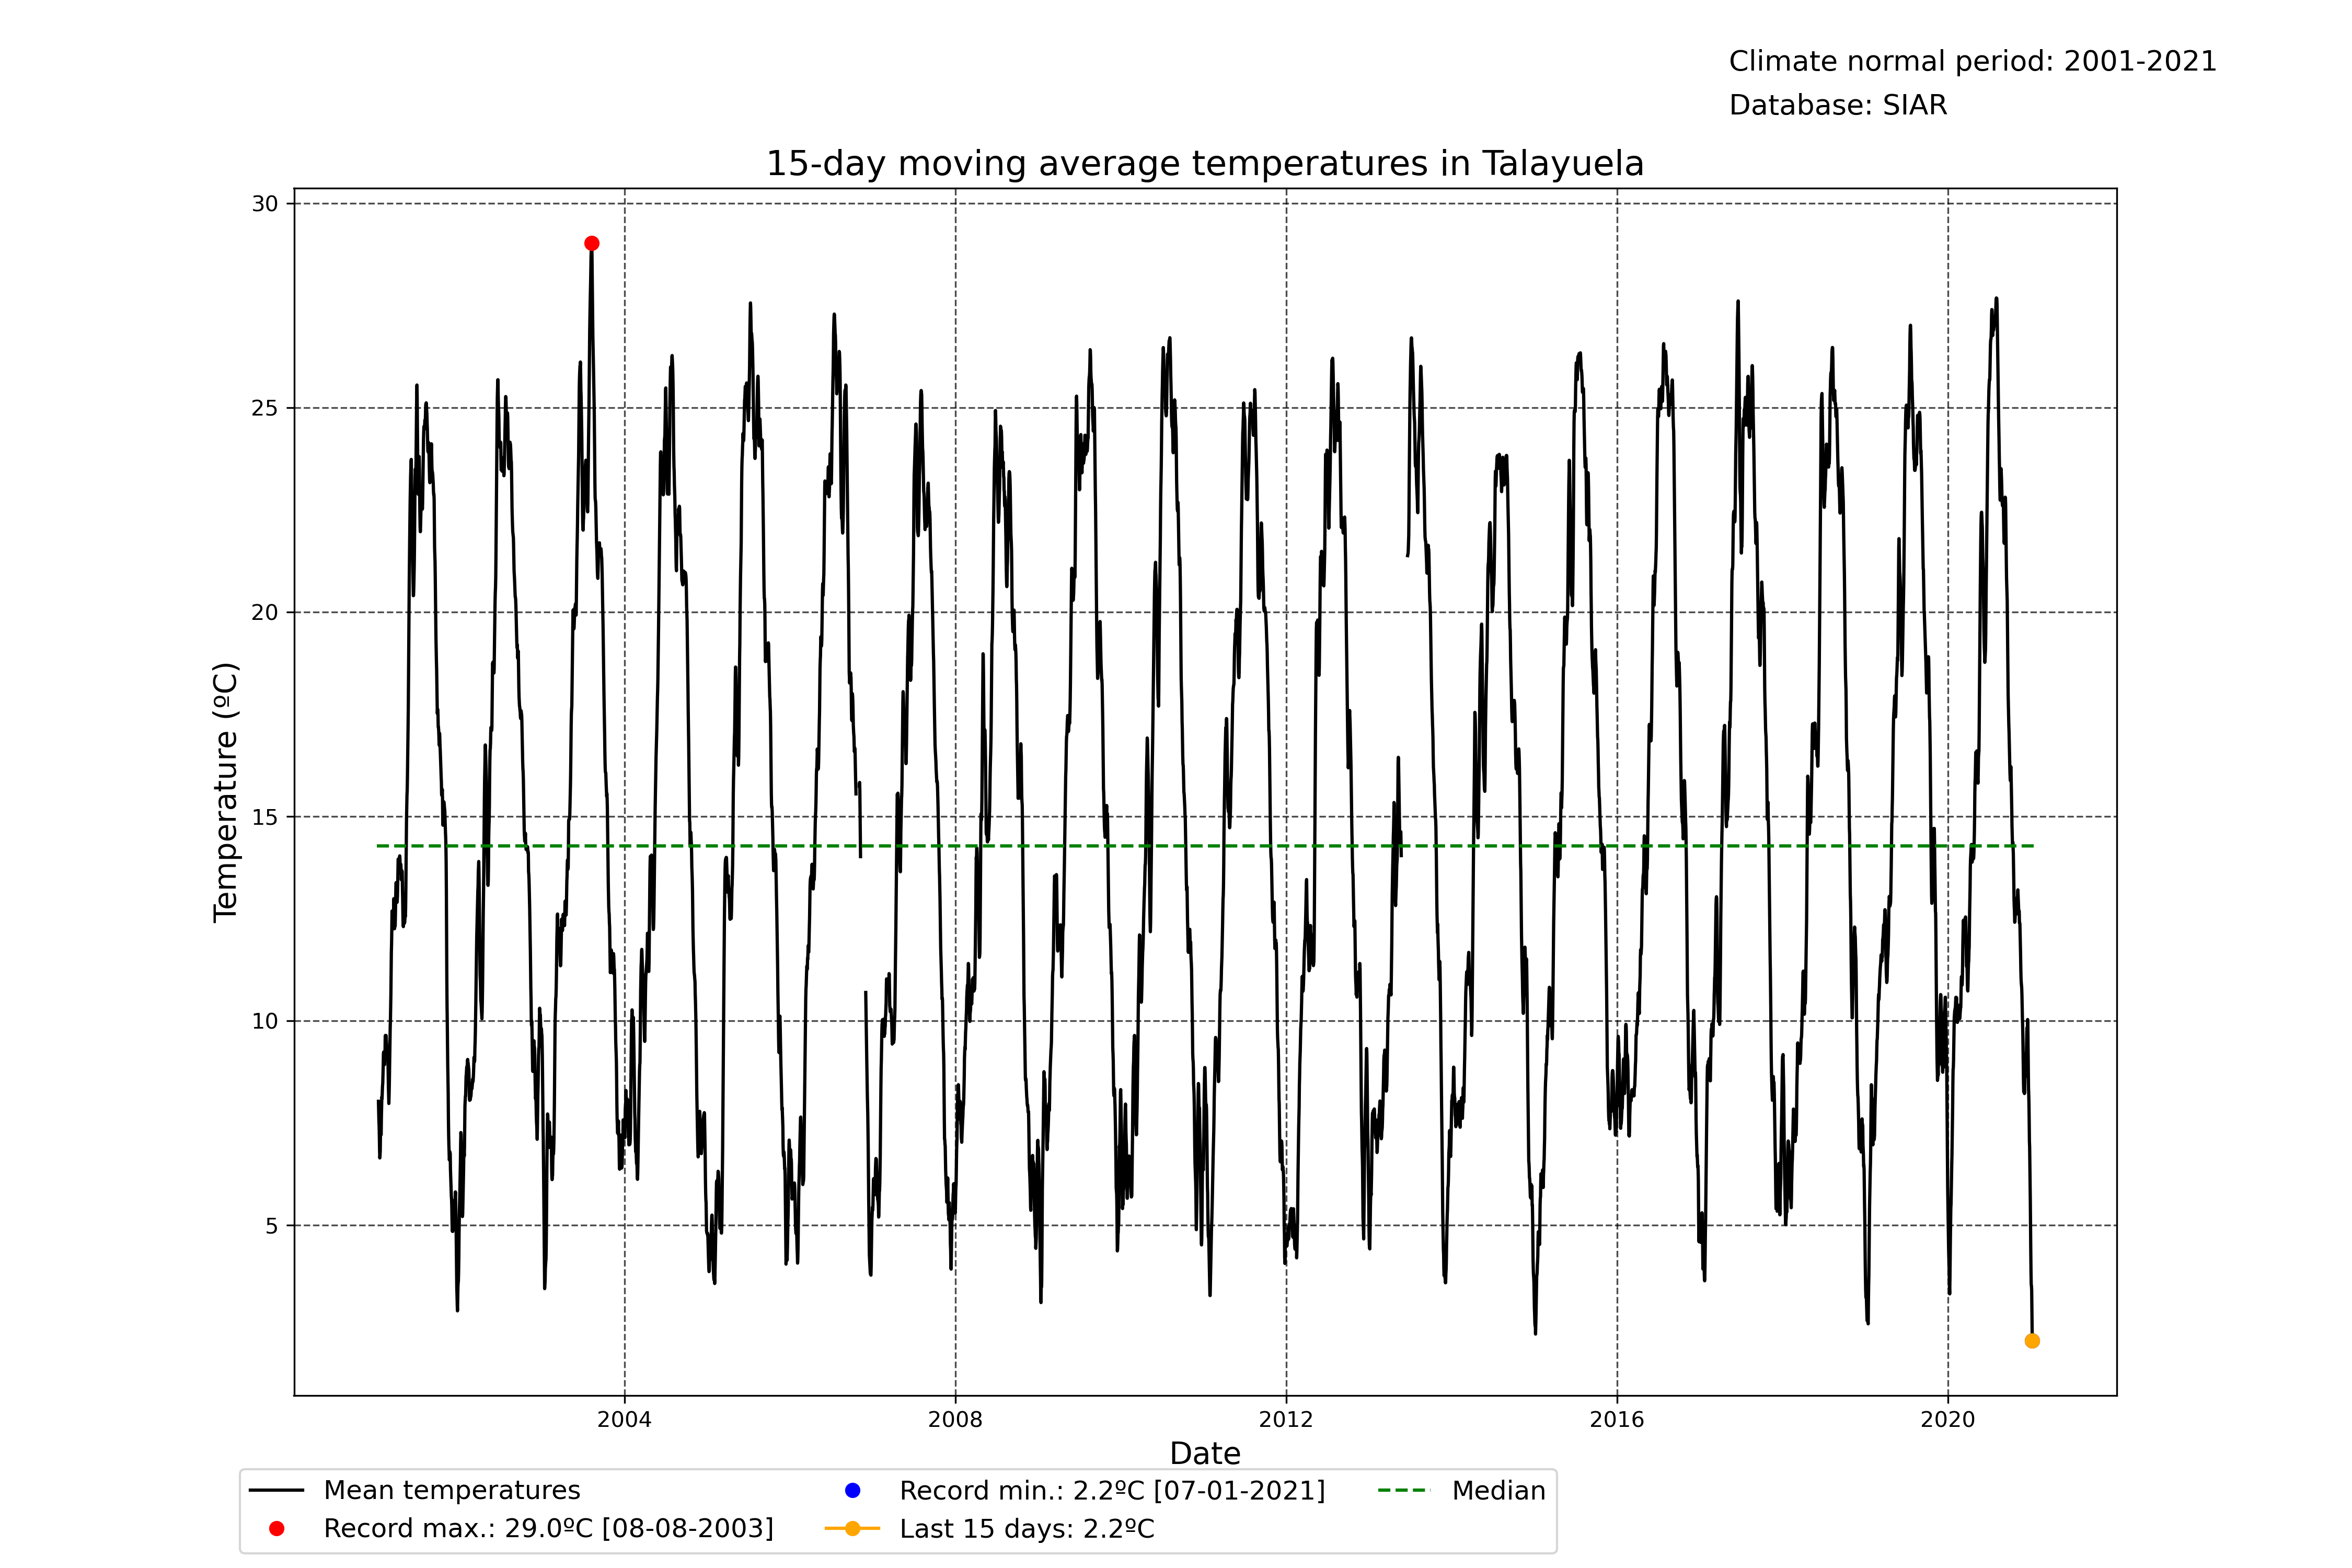 Climate normal period: 2001-2021
Database: SIAR
15-day moving average temperatures in Talayuela
30
25
20
15
10
5
Temperature (ºC)
2004 2008 2012 2016 2020
Date
Mean temperatures
Record max.: 29.0ºC [08-08-2003]
Record min.: 2.2ºC [07-01-2021]
Last 15 days: 2.2ºC
Median